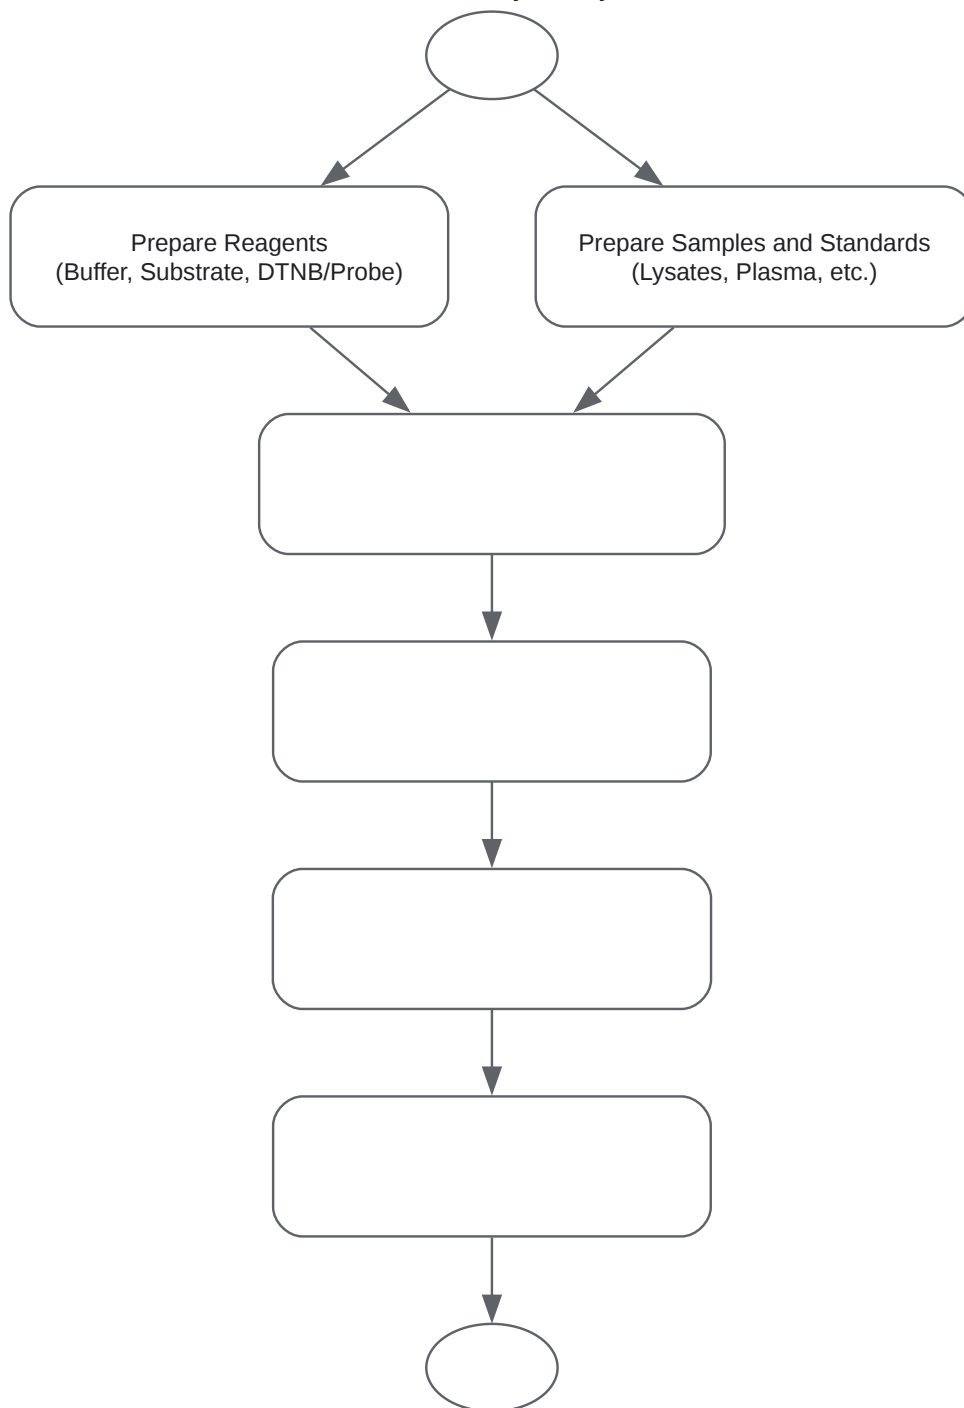 Prepare Reagents
(Buffer, Substrate, DTNB/Probe)
Prepare Samples and Standards
(Lysates, Plasma, etc.)